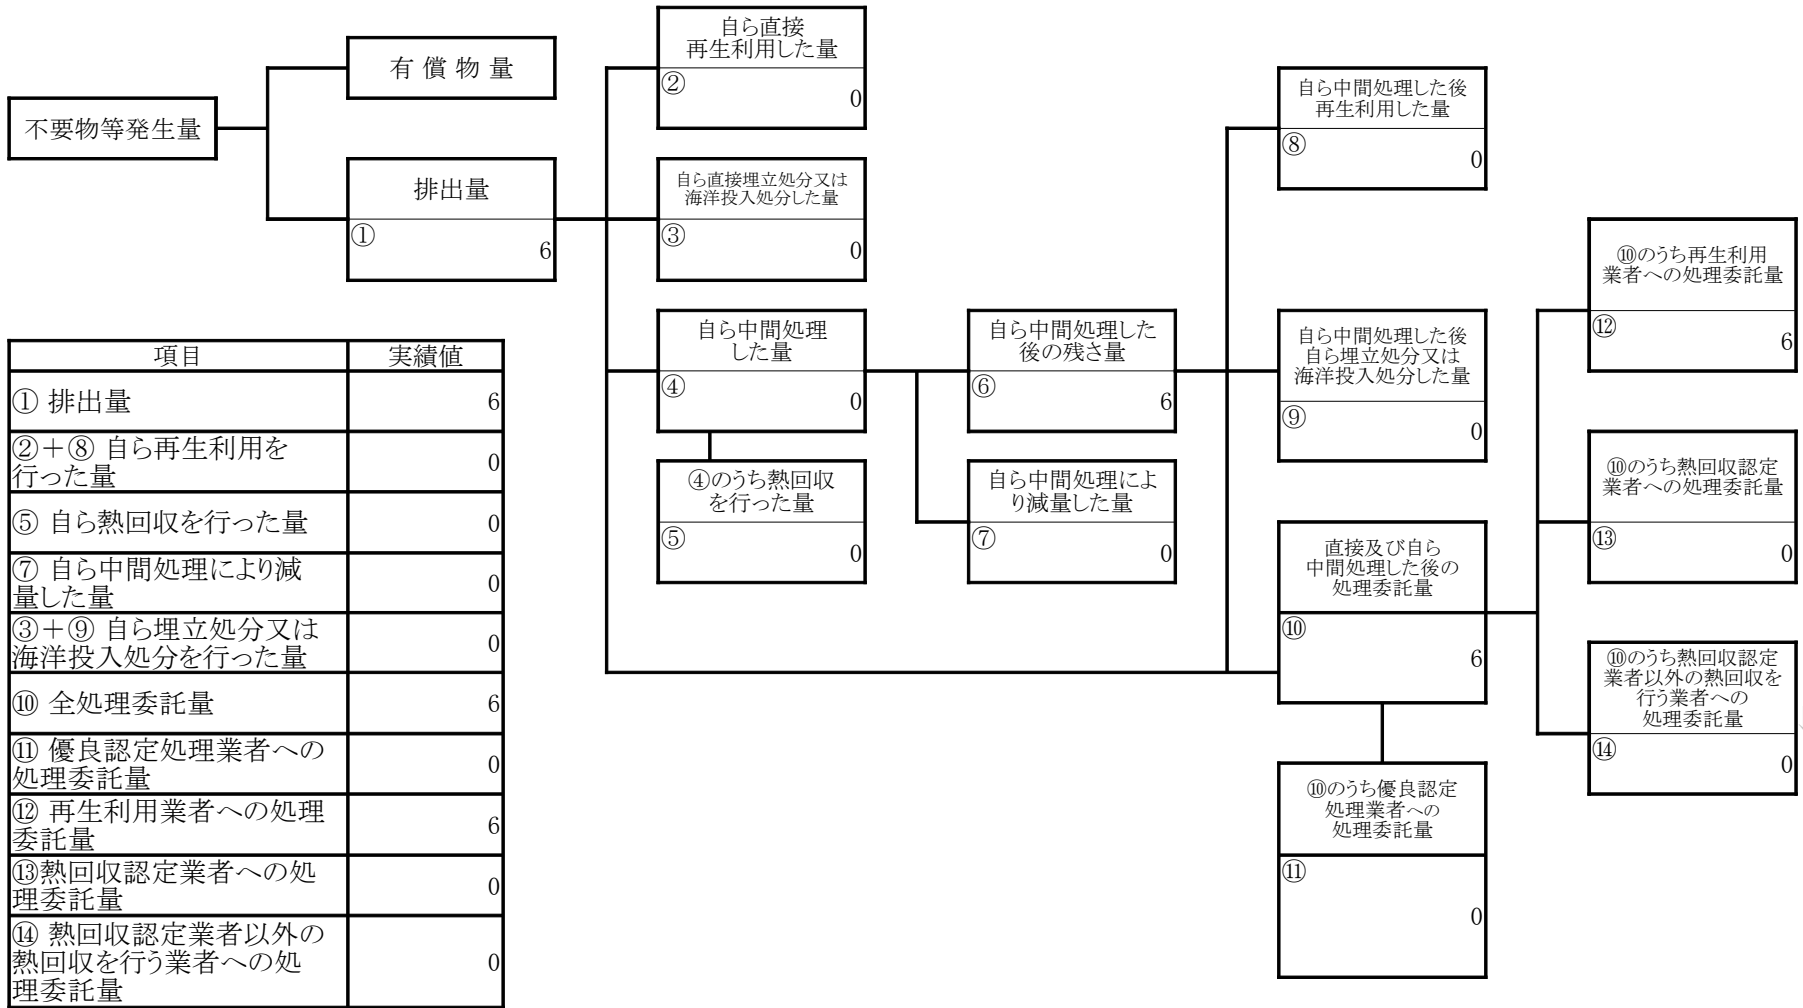 不要物等発生量
有償物量
排出量
①
6
自ら直接
再生利用した量
②
0
自ら直接埋立処分又は
海洋投入処分した量
③
0
自ら中間処理
した量
④
0
④のうち熱回収
を行った量
⑤
0
自ら中間処理した
後の残さ量
⑥
6
自ら中間処理によ
り減量した量
⑦
0
自ら中間処理した後
再生利用した量
⑧
0
自ら中間処理した後
自ら埋立処分又は
海洋投入処分した量
⑨
0
直接及び自ら
中間処理した後の
処理委託量
⑩
6
⑩のうち優良認定
処理業者への
処理委託量
⑪
0
⑩のうち再生利用
業者への処理委託量
⑫
6
⑩のうち熱回収認定
業者への処理委託量
⑬
0
⑩のうち熱回収認定
業者以外の熱回収を
行う業者への
処理委託量
⑭
0
項目 実績値
① 排出量 6
②+⑧ 自ら再生利用を
行った量 0
⑤ 自ら熱回収を行った量 0
⑦ 自ら中間処理により減
量した量 0
③+⑨ 自ら埋立処分又は
海洋投入処分を行った量 0
⑩ 全処理委託量 6
⑪ 優良認定処理業者への
処理委託量 0
⑫ 再生利用業者への処理
委託量 6
⑬熱回収認定業者への処
理委託量 0
⑭ 熱回収認定業者以外の
熱回収を行う業者への処
理委託量 0